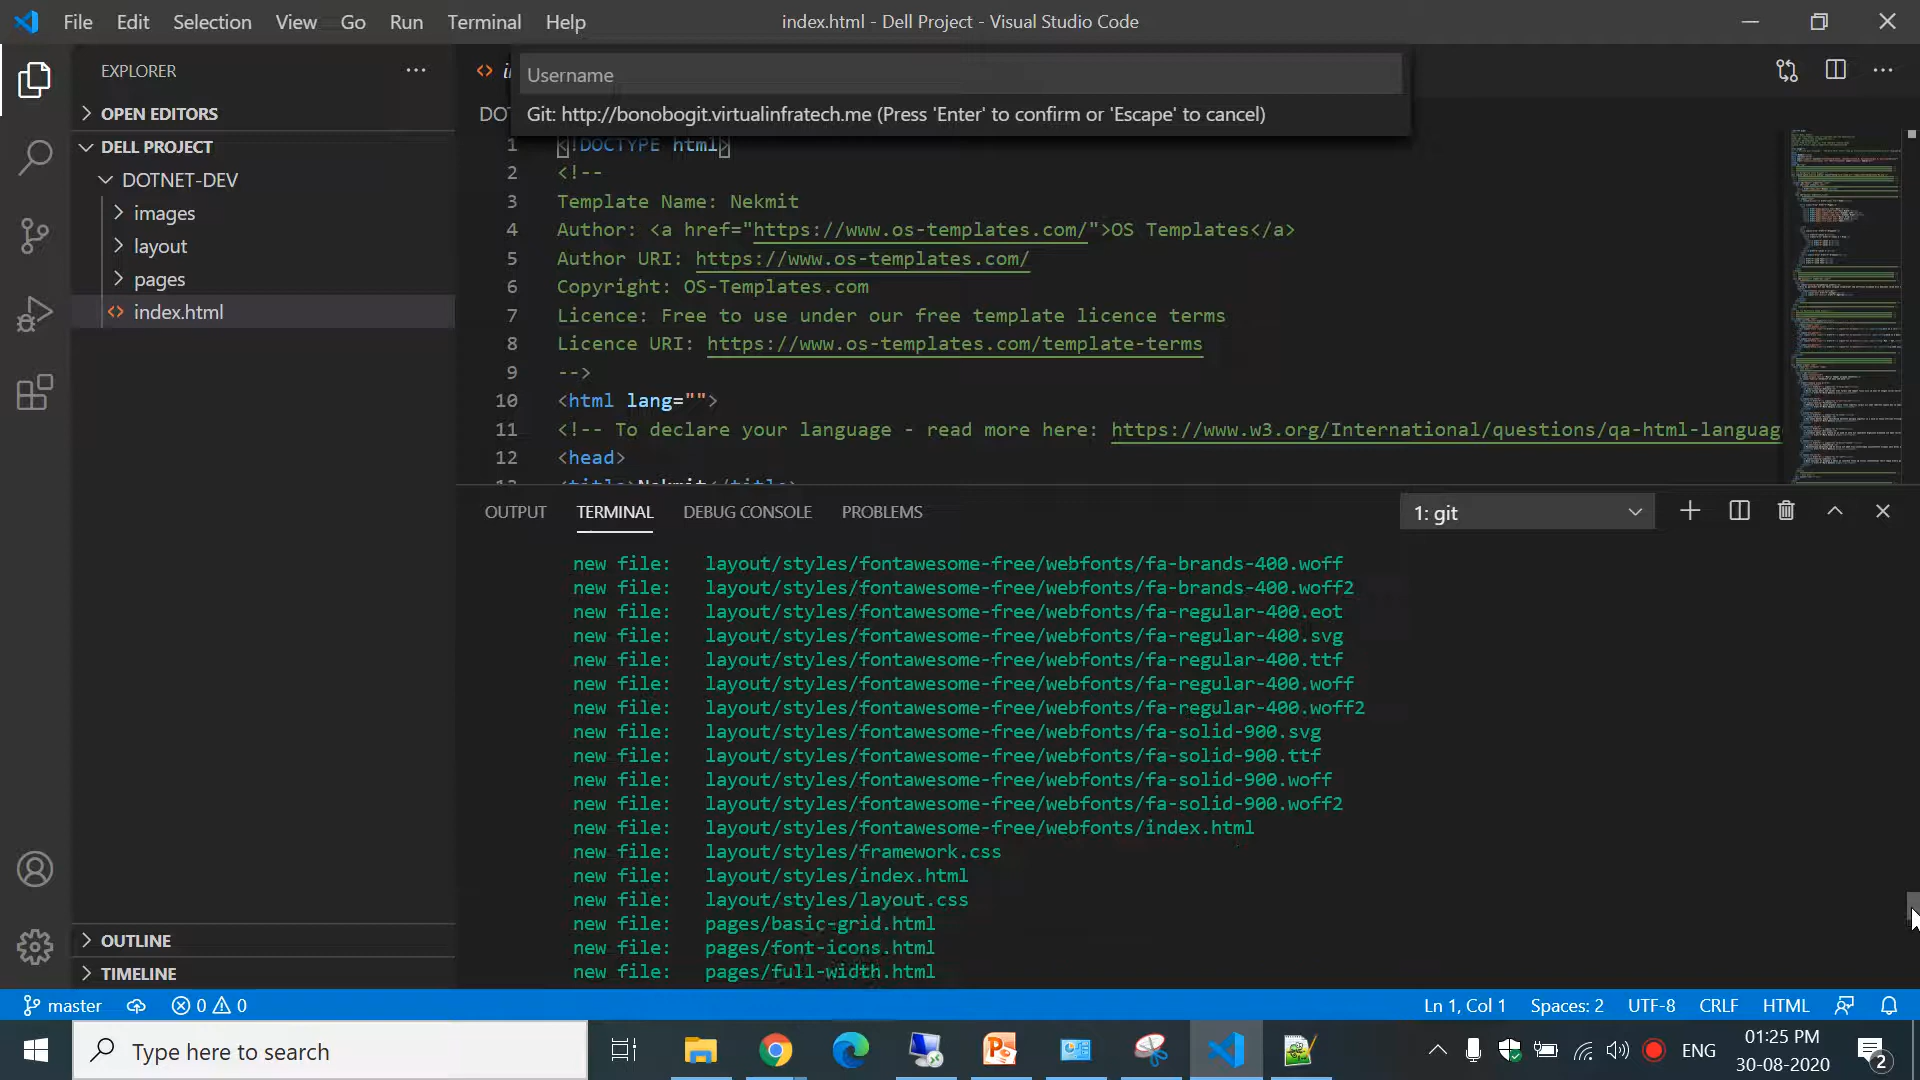 File Edit Selection View Go Run Terminal Help
index.html - Dell Project - Visual Studio Code
EXPLORER
OPEN EDITORS
DELL PROJECT
DOTNET-DEV
images
layout
pages
index.html
OUTLINE
TIMELINE
Username
Git: http://bonobogit.virtualinfratech.me (Press 'Enter' to confirm or 'Escape' to cancel)
1 <!DOCTYPE html>
2 <!--
3 Template Name: Nekmit
4 Author: <a href="https://www.os-templates.com/">OS Templates</a>
5 Author URI: https://www.os-templates.com/
6 Copyright: OS-Templates.com
7 Licence: Free to use under our free template licence terms
8 Licence URI: https://www.os-templates.com/template-terms
9 -->
10 <html lang="">
11 <!-- To declare your language - read more here: https://www.w3.org/International/questions/qa-html-languag
12 <head>
13 <title>Nekmit</title>
OUTPUT TERMINAL DEBUG CONSOLE PROBLEMS
1: git
new file: layout/styles/fontawesome-free/webfonts/fa-brands-400.woff
new file: layout/styles/fontawesome-free/webfonts/fa-brands-400.woff2
new file: layout/styles/fontawesome-free/webfonts/fa-regular-400.eot
new file: layout/styles/fontawesome-free/webfonts/fa-regular-400.svg
new file: layout/styles/fontawesome-free/webfonts/fa-regular-400.ttf
new file: layout/styles/fontawesome-free/webfonts/fa-regular-400.woff
new file: layout/styles/fontawesome-free/webfonts/fa-regular-400.woff2
new file: layout/styles/fontawesome-free/webfonts/fa-solid-900.svg
new file: layout/styles/fontawesome-free/webfonts/fa-solid-900.ttf
new file: layout/styles/fontawesome-free/webfonts/fa-solid-900.woff
new file: layout/styles/fontawesome-free/webfonts/fa-solid-900.woff2
new file: layout/styles/fontawesome-free/webfonts/index.html
new file: layout/styles/framework.css
new file: layout/styles/index.html
new file: layout/styles/layout.css
new file: pages/basic-grid.html
new file: pages/font-icons.html
new file: pages/full-width.html
master 0 0
Ln 1, Col 1 Spaces: 2 UTF-8 CRLF HTML
Type here to search
ENG
01:25 PM
30-08-2020
2